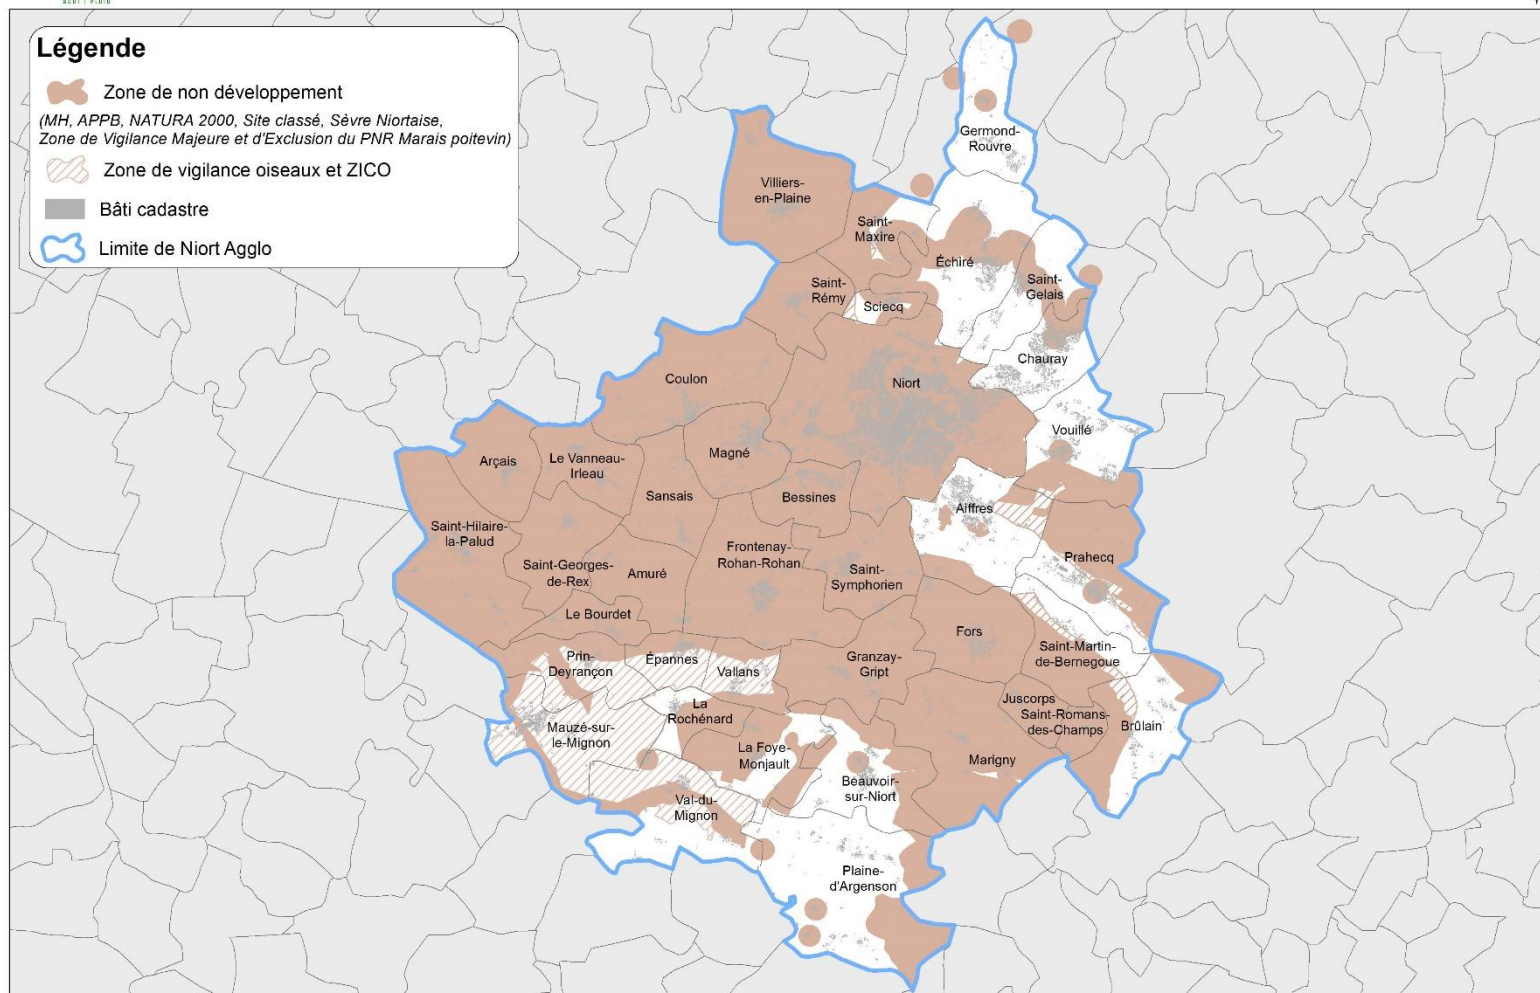 Légende
Zone de non développement
(MH, APPB, NATURA 2000, Site classé, Sèvre Niortaise,
Zone de Vigilance Majeure et d'Exclusion du PNR Marais poitevin)
Zone de vigilance oiseaux et ZICO
Bâti cadastre
Limite de Niort Agglo
Germond-
Rouvre
Villiers-
en-Plaine
Saint-
Maxire
Échiré
Saint-
Gelais
Saint-
Rémy
Sciecq
Chauray
Coulon
Niort
Vouillé
Arçais
Le Vanneau-
Irleau
Magné
Sansais
Bessines
Aiffres
Saint-Hilaire-
la-Palud
Frontenay-
Rohan-Rohan
Prahecq
Saint-Georges-
de-Rex
Amuré
Saint-
Symphorien
Le Bourdet
Fors
Saint-Martin-
de-Bernegoue
Prin-
Deyrançon
Épannes
Vallans
Granzay-
Gript
Juscorps
Saint-Romans-
des-Champs
Brûlain
La
Rochénard
Mauzé-sur-
le-Mignon
La Foye-
Monjault
Marigny
Beauvoir-
sur-Niort
Val-du-
Mignon
Plaine-
d'Argenson